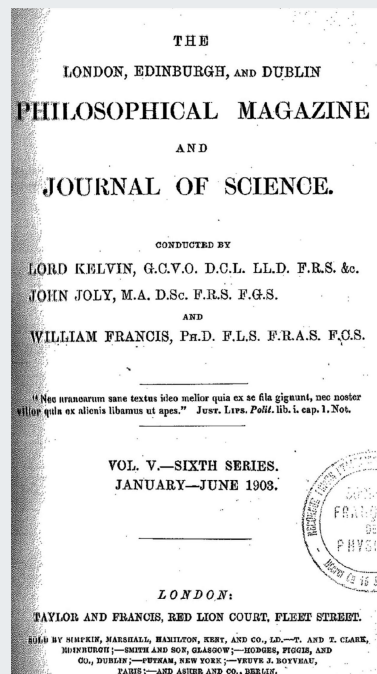 THE
LONDON, EDINBURGH, AND DUBLIN
PHILOSOPHICAL MAGAZINE
AND
JOURNAL OF SCIENCE.
CONDUCTED BY
LORD KELVIN, G.C.V.O. D.C.L. LL.D. F.R.S. &c.
JOHN JOLY, M.A. D.Sc. F.R.S. F.G.S.
AND
WILLIAM FRANCIS, Ph.D. F.L.S. F.R.A.S. F.C.S.
“Nec aranearum sane textus ideo melior quia ex se fila gignunt, nec noster
vilior quia ex alienis libamus ut apes.” JUST. LIPS. Polit. lib. i. cap. 1. Not.
VOL. V.—SIXTH SERIES.
JANUARY—JUNE 1903.
LONDON:
TAYLOR AND FRANCIS, RED LION COURT, FLEET STREET.
SOLD BY SIMPKIN, MARSHALL, HAMILTON, KENT, AND CO., LD.—T. AND T. CLARK,
EDINBURGH;—SMITH AND SON, GLASGOW;—HODGES, FIGGIS, AND
CO., DUBLIN;—PUTNAM, NEW YORK;—VEUVE J. BOYVEAU,
PARIS;—AND ASHER AND CO., BERLIN.